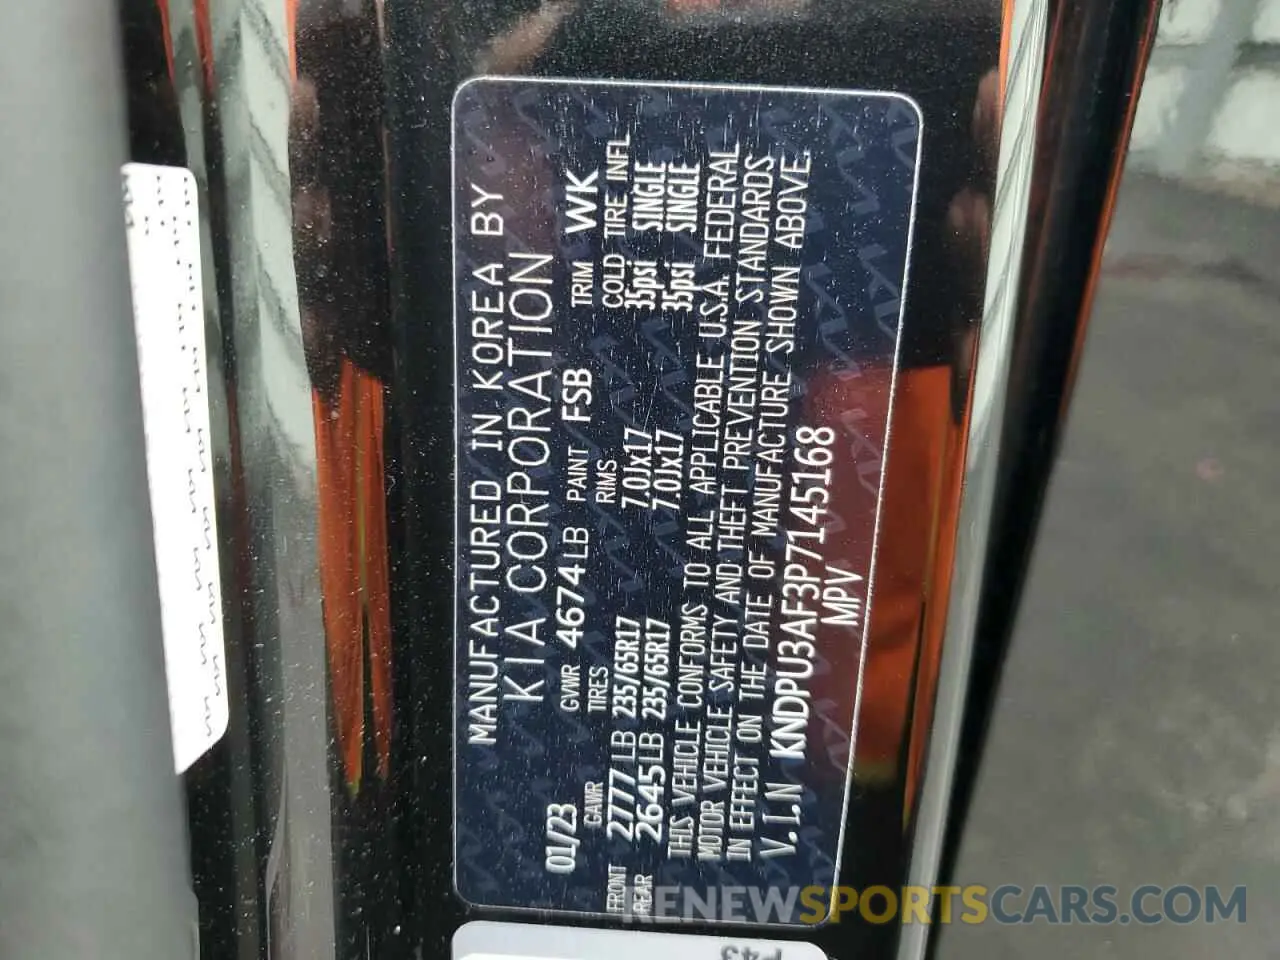 MANUFACTURED IN KOREA BY
KIA CORPORATION
01/23 GVWR 4674LB PAINT FSB TRIM WK
GAWR TIRES RIMS COLD TIRE INFL
FRONT 2777 LB 235/65R17 7.0Jx17 35psi SINGLE
REAR 2645LB 235/65R17 7.0Jx17 35psi SINGLE
THIS VEHICLE CONFORMS TO ALL APPLICABLE U.S.A. FEDERAL
MOTOR VEHICLE SAFETY AND THEFT PREVENTION STANDARDS
IN EFFECT ON THE DATE OF MANUFACTURE SHOWN ABOVE.
V.I.N KNDPU3AF3P7145168
MPV
RENEWSPORTSCARS.COM